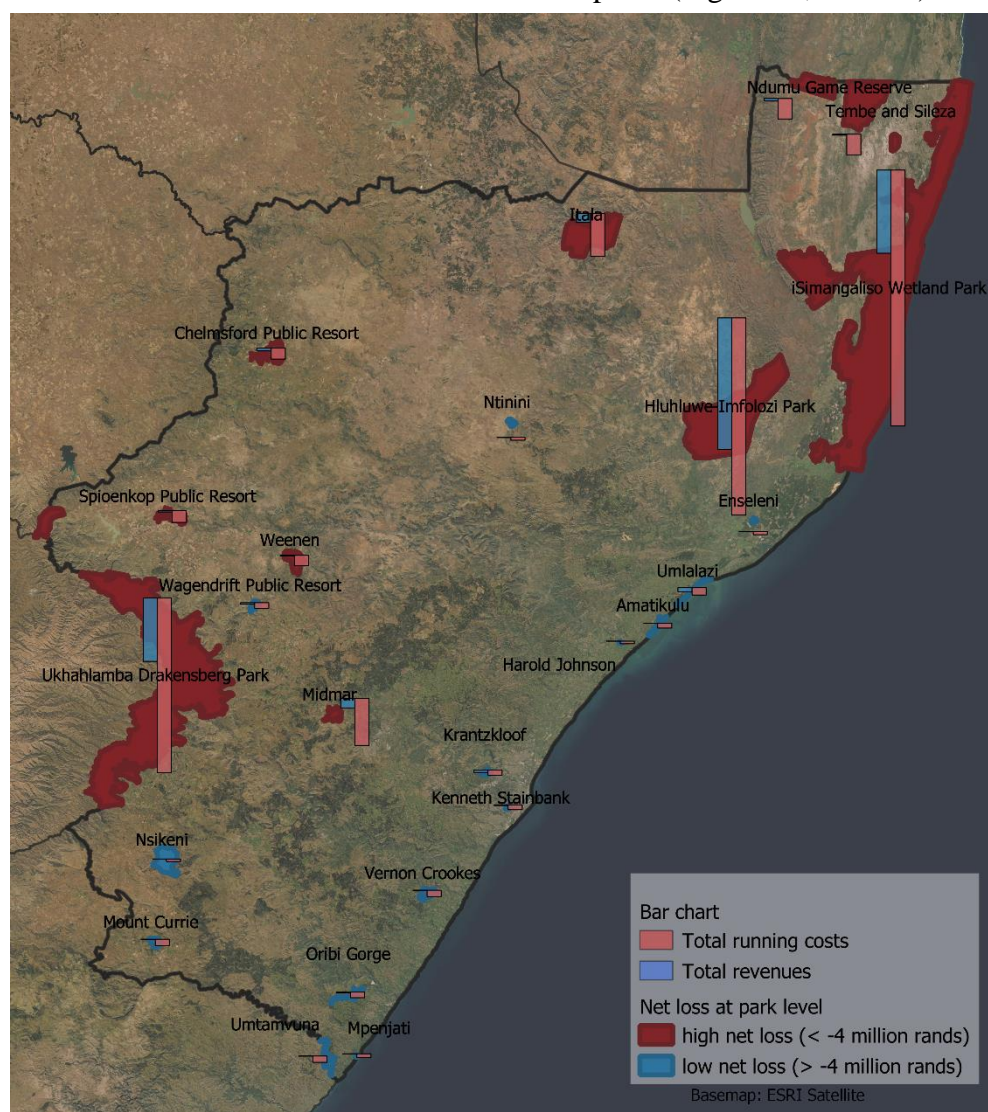 Ndumu Game Reserve
Tembe and Sileza
Itala
iSimangaliso Wetland Park
Chelmsford Public Resort
Ntinini
Hluhluwe-Imfolozi Park
Spioenkop Public Resort
Enseleni
Weenen
Umlalazi
Wagendrift Public Resort
Amatikulu
Harold Johnson
Ukhahlamba Drakensberg Park
Midmar
Krantzkloof
Kenneth Stainbank
Nsikeni
Vernon Crookes
Mount Currie
Oribi Gorge
Umtamvuna
Mpenjati
Bar chart
Total running costs
Total revenues
Net loss at park level
high net loss (< -4 million rands)
low net loss (> -4 million rands)
Basemap: ESRI Satellite